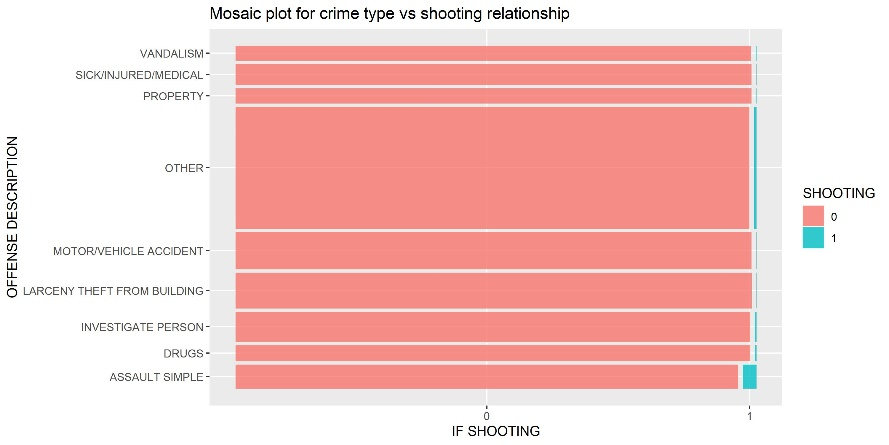 Mosaic plot for crime type vs shooting relationship
VANDALISM
SICK/INJURED/MEDICAL
PROPERTY
OTHER
MOTOR/VEHICLE ACCIDENT
LARCENY THEFT FROM BUILDING
INVESTIGATE PERSON
DRUGS
ASSAULT SIMPLE
OFFENSE DESCRIPTION
0
1
IF SHOOTING
SHOOTING
0
1